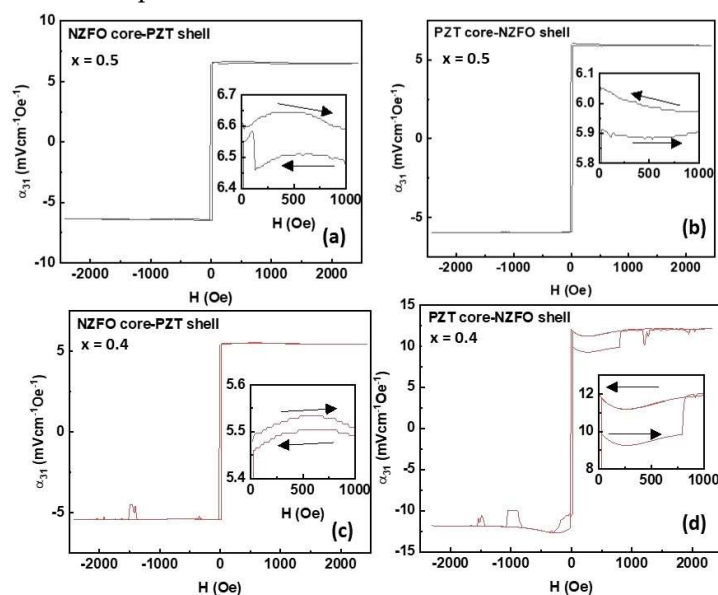 10
NZFO core-PZT shell
x = 0.5
5
0
-5
-10
α31 (mVcm-1Oe-1)
6.7
6.6
6.5
6.4
0 500 1000
H (Oe)
(a)
-2000 -1000 0 1000 2000
H (Oe)
PZT core-NZFO shell
x = 0.5
5
0
-5
α31 (mVcm-1Oe-1)
6.1
6.0
5.9
5.8
0 500 1000
(b)
-2000 -1000 0 1000 2000
H (Oe)
NZFO core-PZT shell
x = 0.4
5
0
-5
α31 (mVcm-1Oe-1)
5.6
5.5
5.4
0 500 1000
H (Oe)
(c)
-2000 -1000 0 1000 2000
H (Oe)
15
PZT core-NZFO shell
x = 0.4
10
5
0
-5
-10
-15
α31 (mVcm-1Oe-1)
12
10
8
0 500 1000
(d)
-2000 -1000 0 1000 2000
H (Oe)